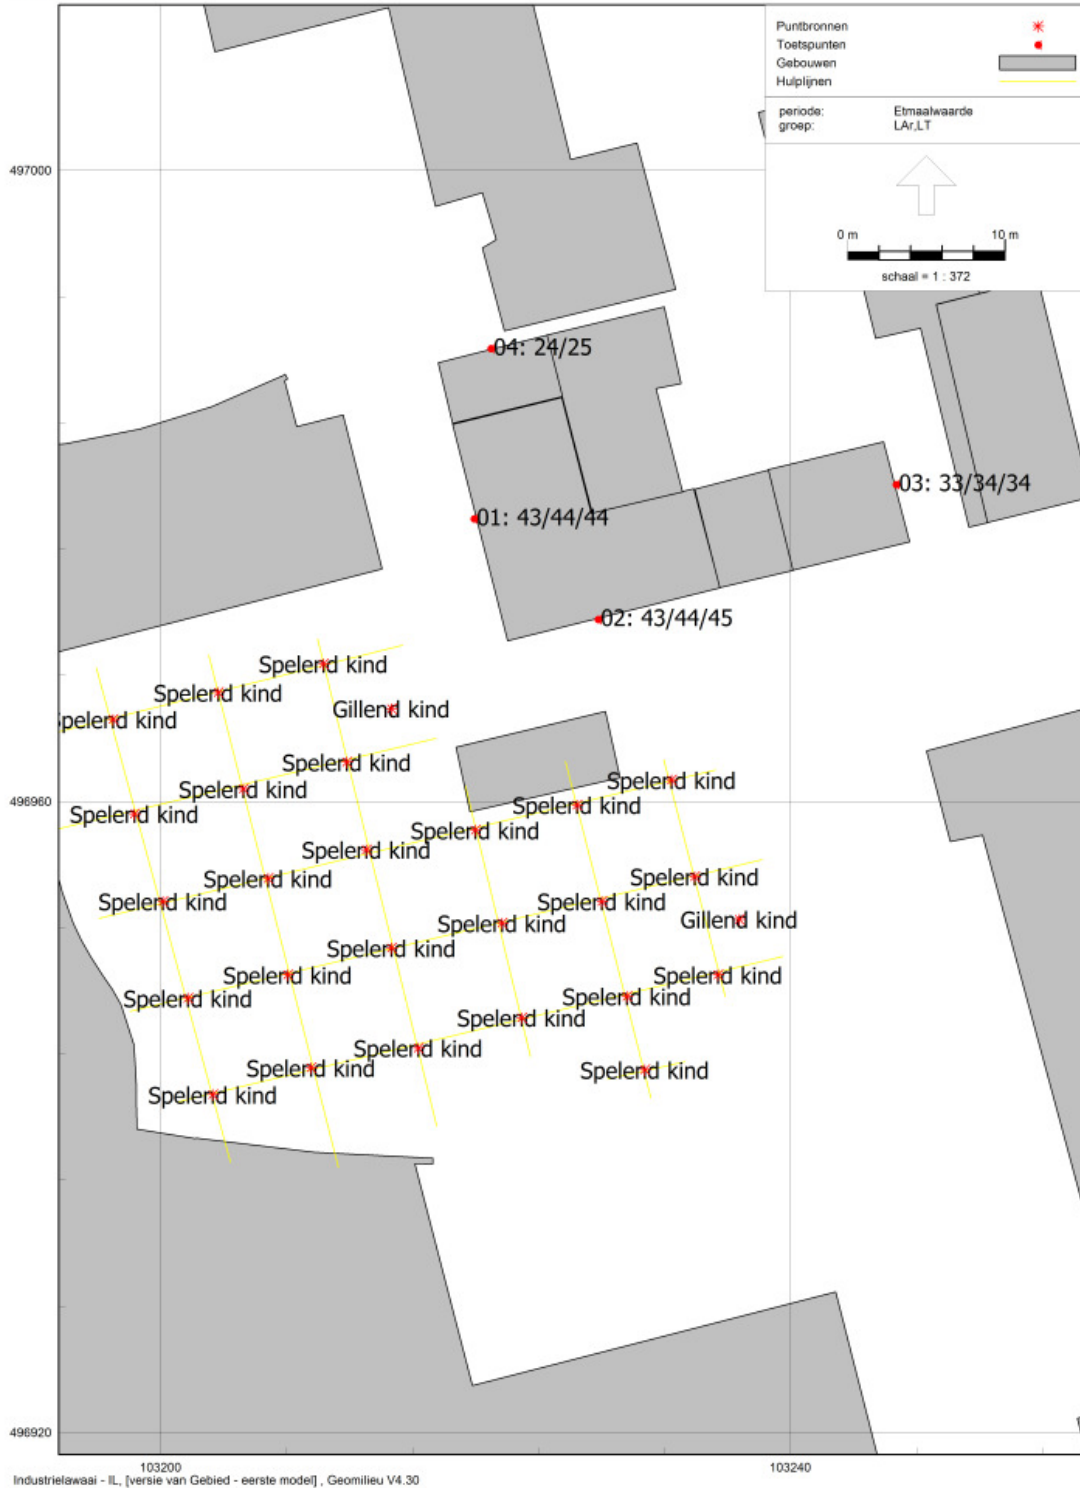 Puntbronnen
Toetspunten
Gebouwen
Hulplijnen
periode: Etmaalwaarde
groep: LAr,LT
0 m 10 m
schaal = 1 : 372
497000
04: 24/25
03: 33/34/34
01: 43/44/44
02: 43/44/45
Spelend kind
Spelend kind
Gillend kind
Spelend kind
Spelend kind
Spelend kind
Spelend kind
496960
Spelend kind
Spelend kind
Spelend kind
Spelend kind
Spelend kind
Spelend kind
Spelend kind
Spelend kind
Spelend kind
Gillend kind
Spelend kind
Spelend kind
Spelend kind
Spelend kind
Spelend kind
Spelend kind
Spelend kind
Spelend kind
Spelend kind
Spelend kind
Spelend kind
496920
103200 103240
Industrielawaai - IL, [versie van Gebied - eerste model] , Geomilieu V4.30